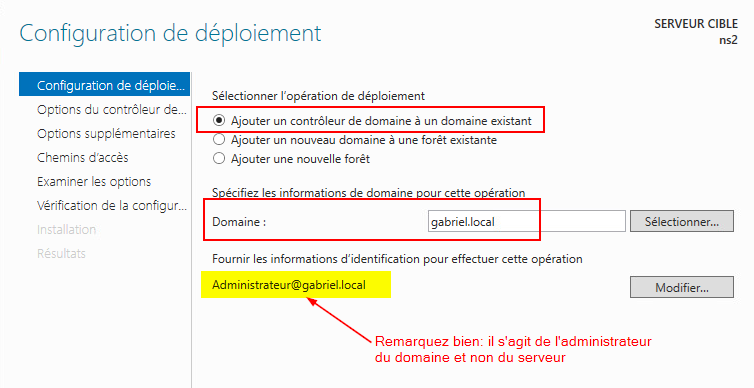 Configuration de déploiement
SERVEUR CIBLE
ns2
Configuration de déploie...
Options du contrôleur de...
Options supplémentaires
Chemins d'accès
Examiner les options
Vérification de la configur...
Installation
Résultats
Sélectionner l'opération de déploiement
Ajouter un contrôleur de domaine à un domaine existant
Ajouter un nouveau domaine à une forêt existante
Ajouter une nouvelle forêt
Spécifiez les informations de domaine pour cette opération
Domaine : gabriel.local Sélectionner...
Fournir les informations d'identification pour effectuer cette opération
Administrateur@gabriel.local Modifier...
Remarquez bien: il s'agit de l'administrateur
du domaine et non du serveur